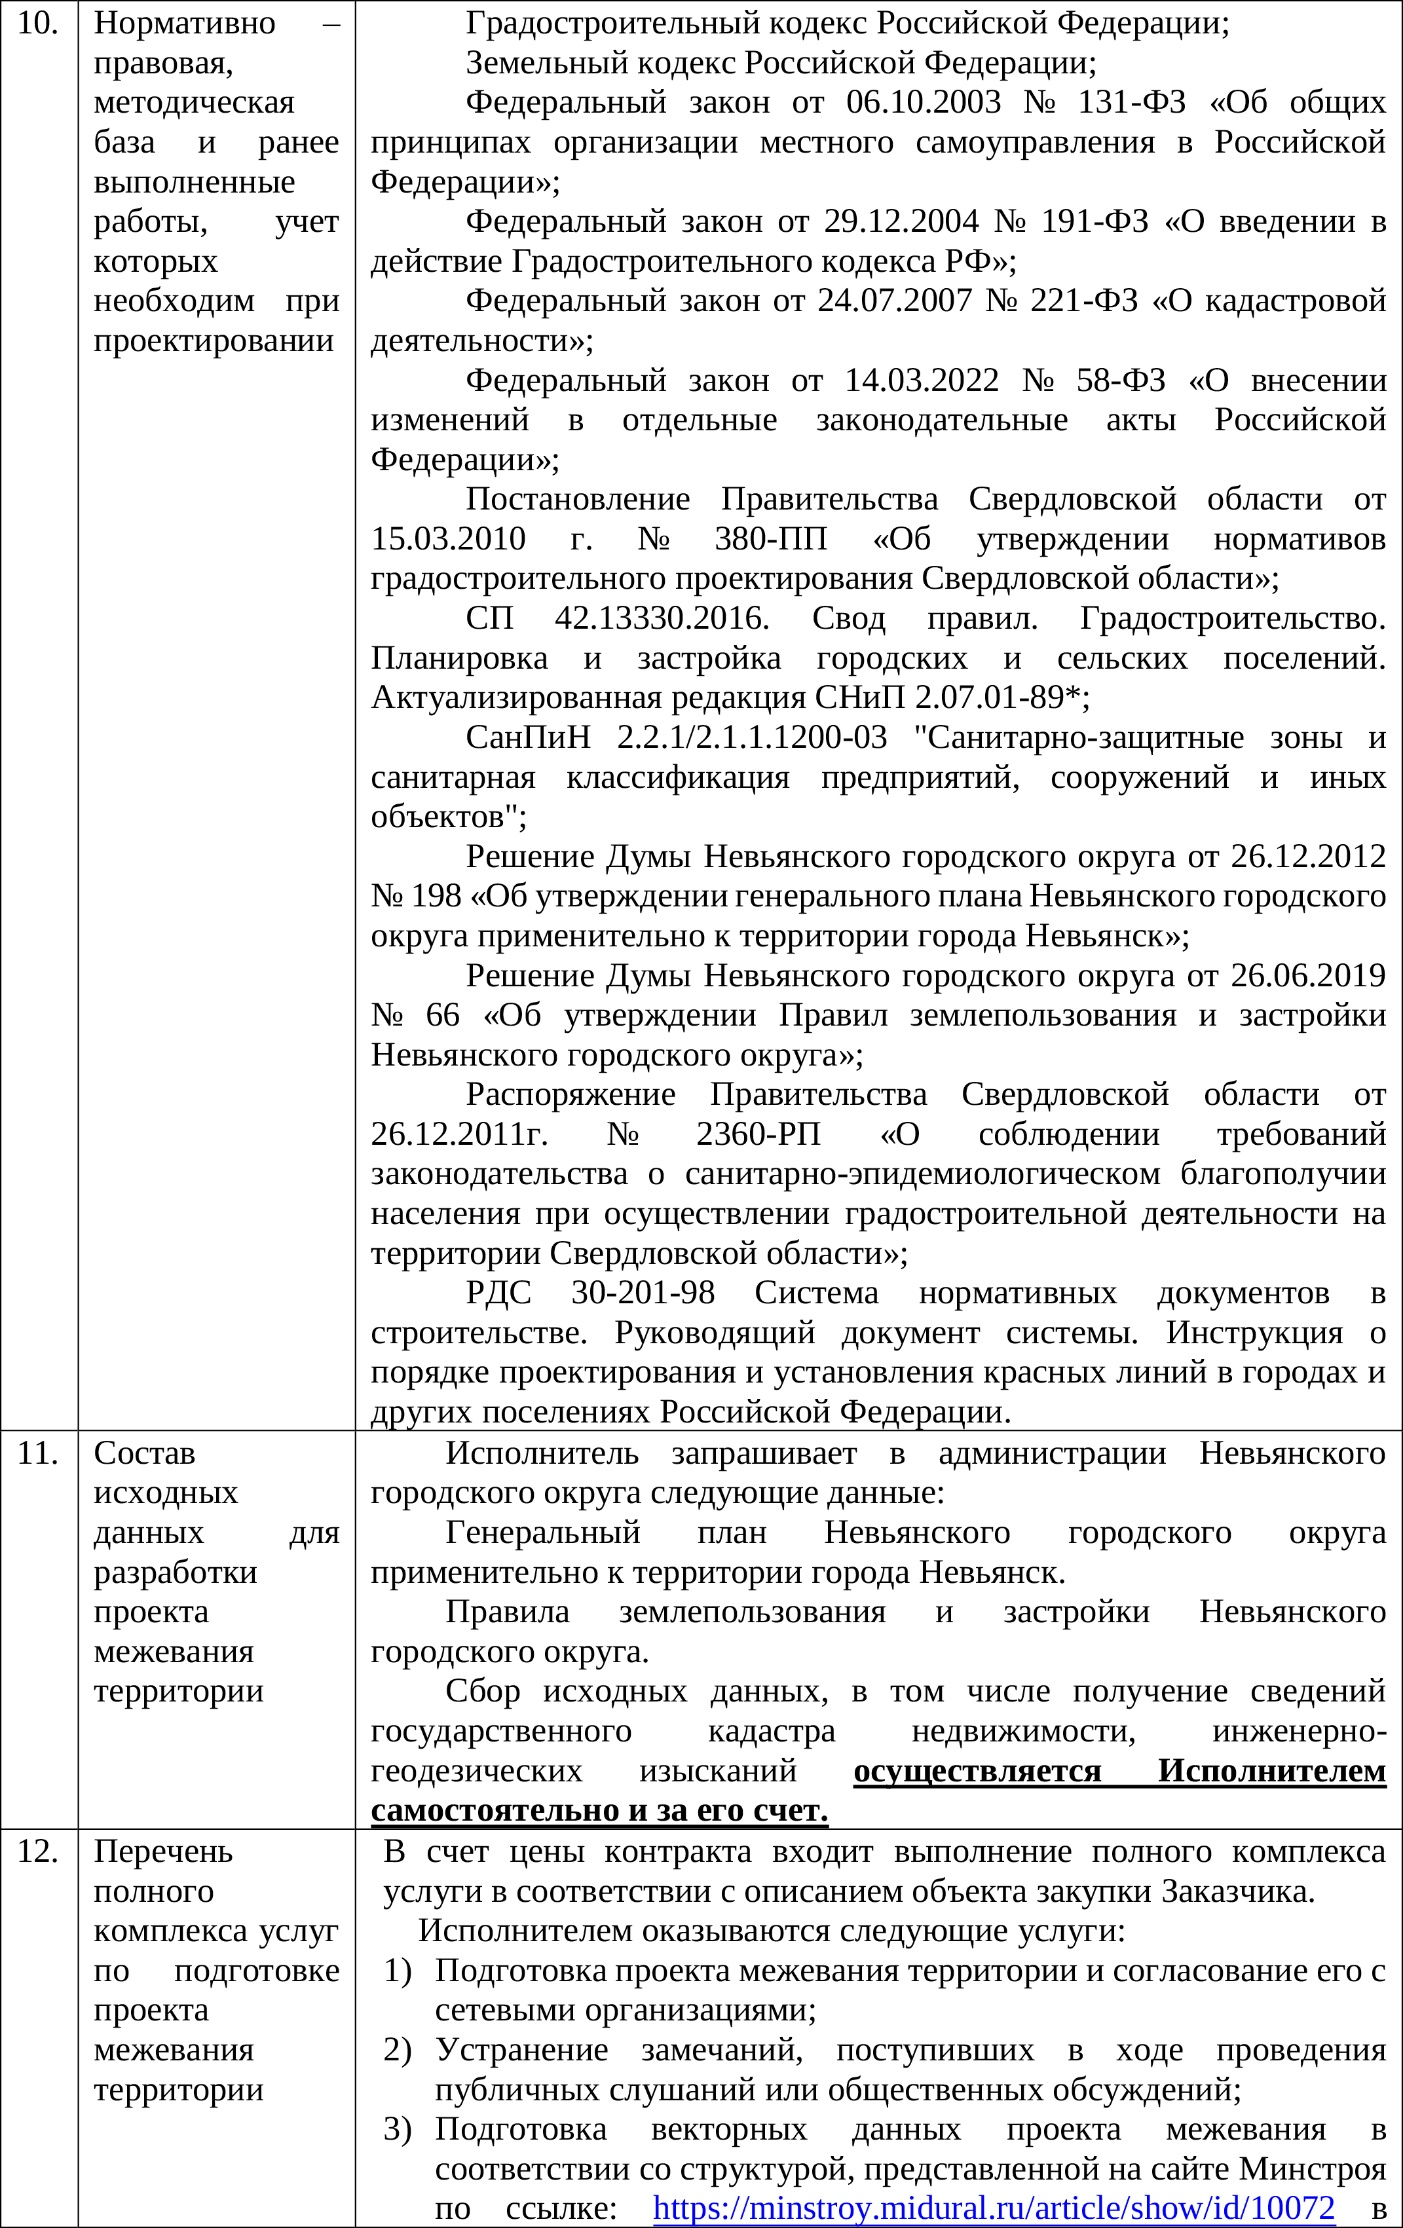 10.
Нормативно –
правовая,
методическая
база и ранее
выполненные
работы, учет
которых
необходим при
проектировании
Градостроительный кодекс Российской Федерации;
Земельный кодекс Российской Федерации;
Федеральный закон от 06.10.2003 № 131-ФЗ «Об общих
принципах организации местного самоуправления в Российской
Федерации»;
Федеральный закон от 29.12.2004 № 191-ФЗ «О введении в
действие Градостроительного кодекса РФ»;
Федеральный закон от 24.07.2007 № 221-ФЗ «О кадастровой
деятельности»;
Федеральный закон от 14.03.2022 № 58-ФЗ «О внесении
изменений в отдельные законодательные акты Российской
Федерации»;
Постановление Правительства Свердловской области от
15.03.2010 г. № 380-ПП «Об утверждении нормативов
градостроительного проектирования Свердловской области»;
СП 42.13330.2016. Свод правил. Градостроительство.
Планировка и застройка городских и сельских поселений.
Актуализированная редакция СНиП 2.07.01-89*;
СанПиН 2.2.1/2.1.1.1200-03 "Санитарно-защитные зоны и
санитарная классификация предприятий, сооружений и иных
объектов";
Решение Думы Невьянского городского округа от 26.12.2012
№ 198 «Об утверждении генерального плана Невьянского городского
округа применительно к территории города Невьянск»;
Решение Думы Невьянского городского округа от 26.06.2019
№ 66 «Об утверждении Правил землепользования и застройки
Невьянского городского округа»;
Распоряжение Правительства Свердловской области от
26.12.2011г. № 2360-РП «О соблюдении требований
законодательства о санитарно-эпидемиологическом благополучии
населения при осуществлении градостроительной деятельности на
территории Свердловской области»;
РДС 30-201-98 Система нормативных документов в
строительстве. Руководящий документ системы. Инструкция о
порядке проектирования и установления красных линий в городах и
других поселениях Российской Федерации.
11.
Состав
исходных
данных для
разработки
проекта
межевания
территории
Исполнитель запрашивает в администрации Невьянского
городского округа следующие данные:
Генеральный план Невьянского городского округа
применительно к территории города Невьянск.
Правила землепользования и застройки Невьянского
городского округа.
Сбор исходных данных, в том числе получение сведений
государственного кадастра недвижимости, инженерно-
геодезических изысканий осуществляется Исполнителем
самостоятельно и за его счет.
12.
Перечень
полного
комплекса услуг
по подготовке
проекта
межевания
территории
В счет цены контракта входит выполнение полного комплекса
услуги в соответствии с описанием объекта закупки Заказчика.
Исполнителем оказываются следующие услуги:
1) Подготовка проекта межевания территории и согласование его с
сетевыми организациями;
2) Устранение замечаний, поступивших в ходе проведения
публичных слушаний или общественных обсуждений;
3) Подготовка векторных данных проекта межевания в
соответствии со структурой, представленной на сайте Минстроя
по ссылке: https://minstroy.midural.ru/article/show/id/10072 в